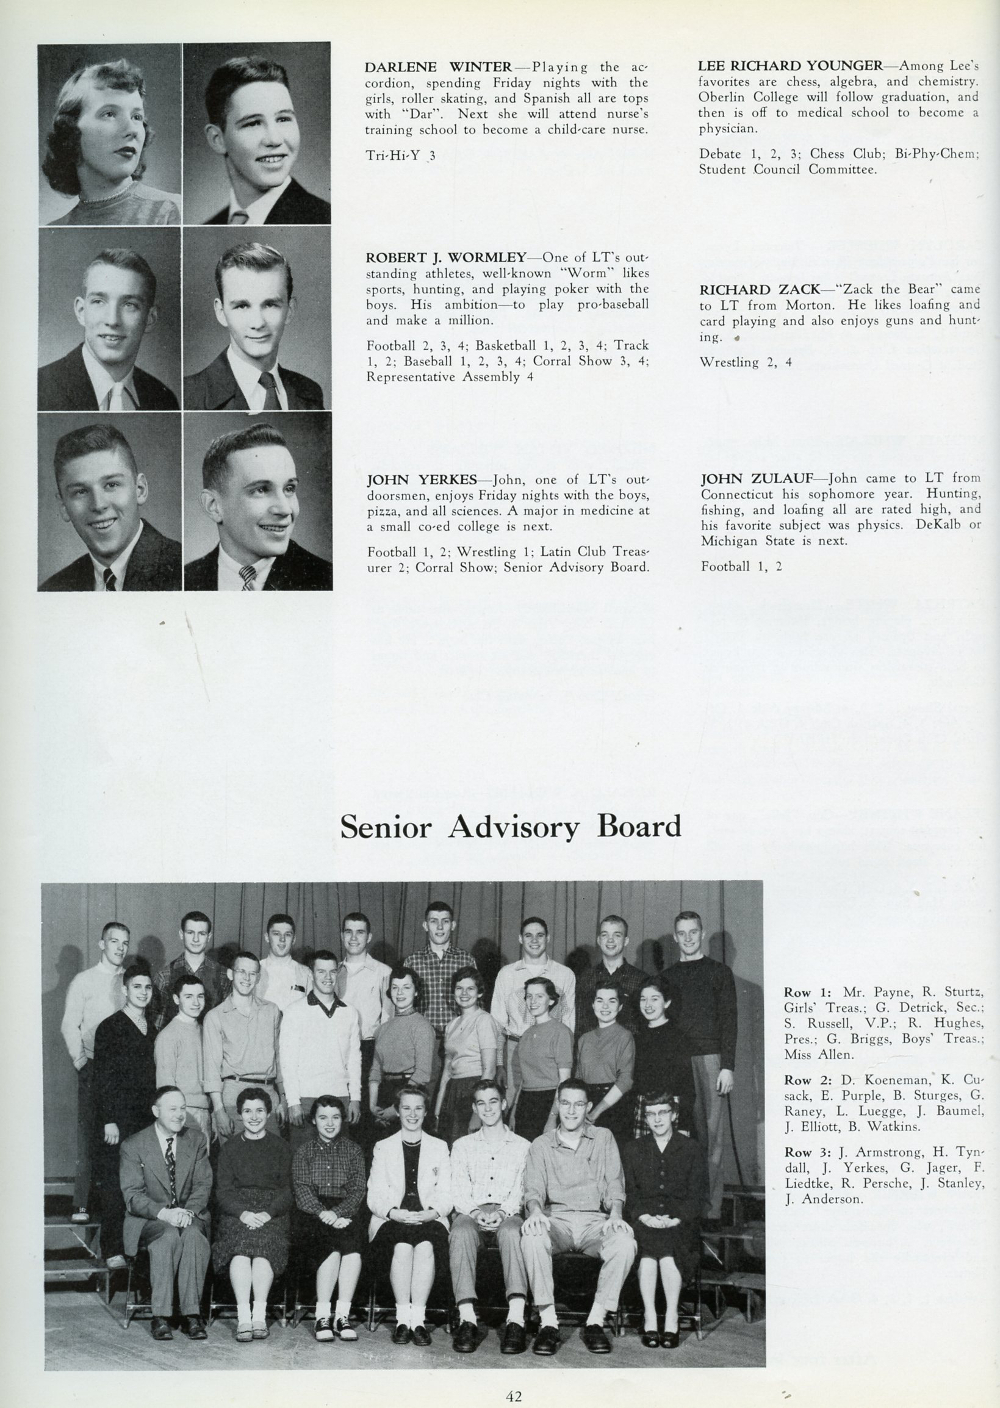 DARLENE WINTER—Playing the ac-
cordion, spending Friday nights with the
girls, roller skating, and Spanish all are tops
with "Dar". Next she will attend nurse's
training school to become a child-care nurse.
Tri-Hi-Y 3
ROBERT J. WORMLEY—One of LT's out-
standing athletes, well-known "Worm" likes
sports, hunting, and playing poker with the
boys. His ambition—to play pro-baseball
and make a million.
Football 2, 3, 4; Basketball 1, 2, 3, 4; Track
1, 2; Baseball 1, 2, 3, 4; Corral Show 3, 4;
Representative Assembly 4
JOHN YERKES—John, one of LT's out-
doorsmen, enjoys Friday nights with the boys,
pizza, and all sciences. A major in medicine at
a small co-ed college is next.
Football 1, 2; Wrestling 1; Latin Club Treas-
urer 2; Corral Show; Senior Advisory Board.
LEE RICHARD YOUNGER—Among Lee's
favorites are chess, algebra, and chemistry.
Oberlin College will follow graduation, and
then is off to medical school to become a
physician.
Debate 1, 2, 3; Chess Club; Bi-Phy-Chem;
Student Council Committee.
RICHARD ZACK—"Zack the Bear" came
to LT from Morton. He likes loafing and
card playing and also enjoys guns and hunt-
ing.
Wrestling 2, 4
JOHN ZULAUF—John came to LT from
Connecticut his sophomore year. Hunting,
fishing, and loafing all are rated high, and
his favorite subject was physics. DeKalb or
Michigan State is next.
Football 1, 2
Senior Advisory Board
Row 1: Mr. Payne, R. Sturtz,
Girls' Treas.; G. Detrick, Sec.;
S. Russell, V.P.; R. Hughes,
Pres.; G. Briggs, Boys' Treas.;
Miss Allen.
Row 2: D. Koeneman, K. Cu-
sack, E. Purple, B. Sturges, G.
Raney, L. Luegge, J. Baumel,
J. Elliott, B. Watkins.
Row 3: J. Armstrong, H. Tyn-
dall, J. Yerkes, G. Jager, F.
Liedtke, R. Persche, J. Stanley,
J. Anderson.
42